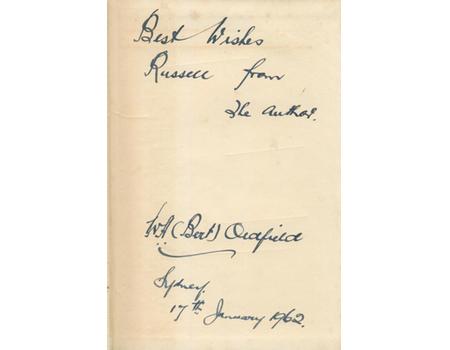 Best Wishes
Russell from
The Author.
W.A (Bert) Oldfield
Sydney.
17th January 1962.